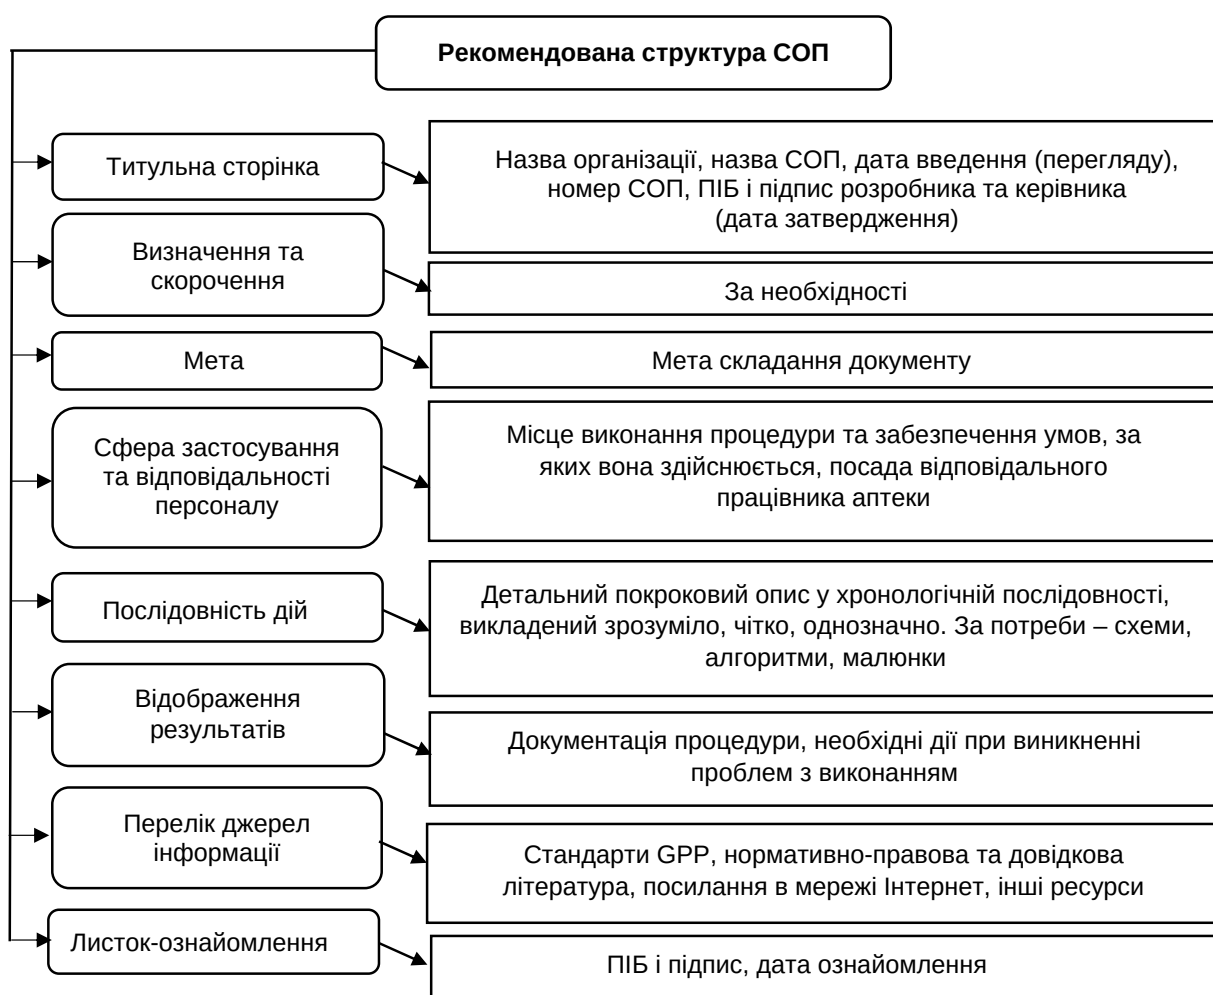 Рекомендована структура СОП
Титульна сторінка
Назва організації, назва СОП, дата введення (перегляду),
номер СОП, ПІБ і підпис розробника та керівника
(дата затвердження)
Визначення та
скорочення
За необхідності
Мета
Мета складання документу
Сфера застосування
та відповідальності
персоналу
Місце виконання процедури та забезпечення умов, за
яких вона здійснюється, посада відповідального
працівника аптеки
Послідовність дій
Детальний покроковий опис у хронологічній послідовності,
викладений зрозуміло, чітко, однозначно. За потреби – схеми,
алгоритми, малюнки
Відображення
результатів
Документація процедури, необхідні дії при виникненні
проблем з виконанням
Перелік джерел
інформації
Стандарти GPP, нормативно-правова та довідкова
література, посилання в мережі Інтернет, інші ресурси
Листок-ознайомлення
ПІБ і підпис, дата ознайомлення